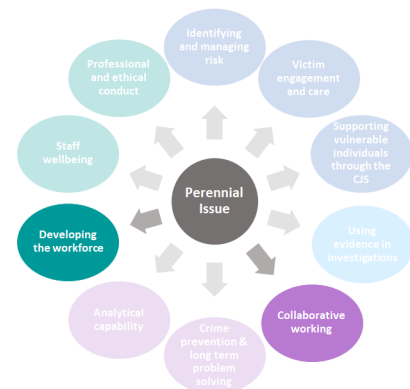 Identifying
and managing
risk
Victim
engagement
and care
Supporting
vulnerable
individuals
through the
CJS
Using
evidence in
investigations
Collaborative
working
Crime
prevention &
long term
problem
solving
Analytical
capability
Developing
the workforce
Staff
wellbeing
Professional
and ethical
conduct
Perennial
Issue